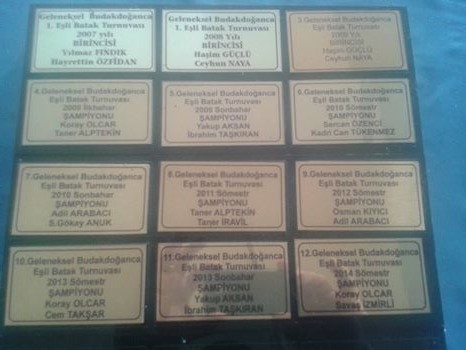 Geleneksel Budakdoğanca
1. Eşli Batak Turnuvası
2007 yılı
BİRİNCİSİ
Yılmaz FINDIK
Hayrettin ÖZFİDAN
Geleneksel Budakdoğanca
1. Eşli Batak Turnuvası
2008 Yılı
BİRİNCİSİ
Haşim GÜÇLÜ
Ceyhun NAYA
3.Geleneksel Budakdoğanca
Eşli Batak Turnuvası
2009 YA
BİRİNCİSİ
Haşim GÜÇLÜ
Ceyhun NAYA
4.Geleneksel Budakdoğanca
Eşli Batak Turnuvası
2009 İlkbahar
ŞAMPİYONU
Koray OLCAR
Taner ALPTEKİN
5.Geleneksel Budakdoğanca
Eşli Batak Turnuvası
2009 Sonbahar
ŞAMPİYONU
Yakup AKSAN
İbrahim TAŞKIRAN
6.Geleneksel Budakdoğanca
Eşli Batak Turnuvası
2010 Sömestr
ŞAMPİYONU
Sercan ÖZENCİ
Kadri Can TÜKENMEZ
7.Geleneksel Budakdoğanca
Eşli Batak Turnuvası
2010 Sonbahar
ŞAMPİYONU
Adil ARABACI
S.Gökay ANUK
8.Geleneksel Budakdoğanca
Eşli Batak Turnuvası
2011 Sömestr
ŞAMPİYONU
Taner ALPTEKİN
Taner İRAVİL
9.Geleneksel Budakdoğanca
Eşli Batak Turnuvası
2012 Sömestr
ŞAMPİYONU
Osman KIYICI
Adil ARABACI
10.Geleneksel Budakdoğanca
Eşli Batak Turnuvası
2013 Sömestr
ŞAMPİYONU
Koray OLCAR
Cem TAKŞAR
11.Geleneksel Budakdoğanca
Eşli Batak Turnuvası
2013 Sonbahar
ŞAMPİYONU
Yakup AKSAN
İbrahim TAŞKIRAN
12.Geleneksel Budakdoğanca
Eşli Batak Turnuvası
2014 Sömestr
ŞAMPİYONU
Koray OLCAR
Savaş İZMİRLİ